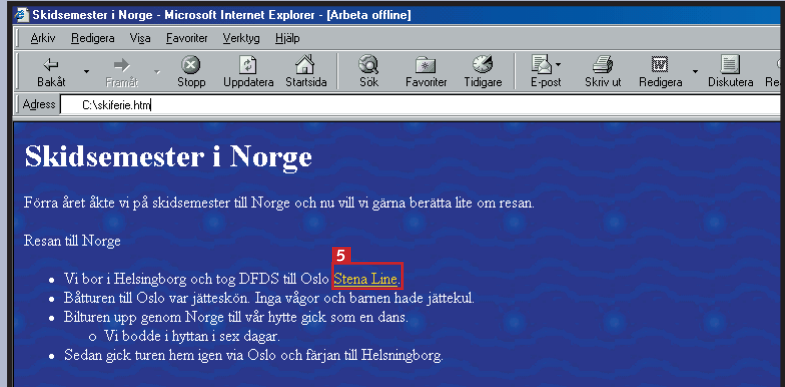 Skidsemester i Norge - Microsoft Internet Explorer - [Arbeta offline]
Arkiv Redigera Visa Favoriter Verktyg Hjälp
Bakåt Framåt Stopp Uppdatera Startsida Sök Favoriter Tidigare E-post Skriv ut Redigera Diskutera Rea
Adress C:\skiferie.htm
Skidsemester i Norge
Förra året åkte vi på skidsemester till Norge och nu vill vi gärna berätta lite om resan.
Resan till Norge
5
Vi bor i Helsingborg och tog DFDS till Oslo Stena Line.
Båtturen till Oslo var jätteskön. Inga vågor och barnen hade jättekul.
Bilturen upp genom Norge till vår hytte gick som en dans.
Vi bodde i hyttan i sex dagar.
Sedan gick turen hem igen via Oslo och färjan till Helsningborg.